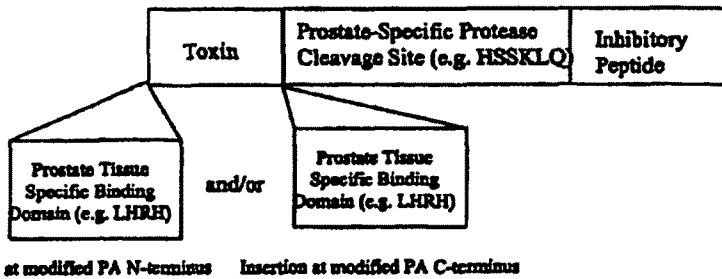 Toxin
Prostate-Specific Protease
Cleavage Site (e.g. HSSKLQ)
Inhibitory
Peptide
Prostate Tissue
Specific Binding
Domain (e.g. LHRH)
and/or
Prostate Tissue
Specific Binding
Domain (e.g. LHRH)
at modified PA N-terminus
Insertion at modified PA C-terminus